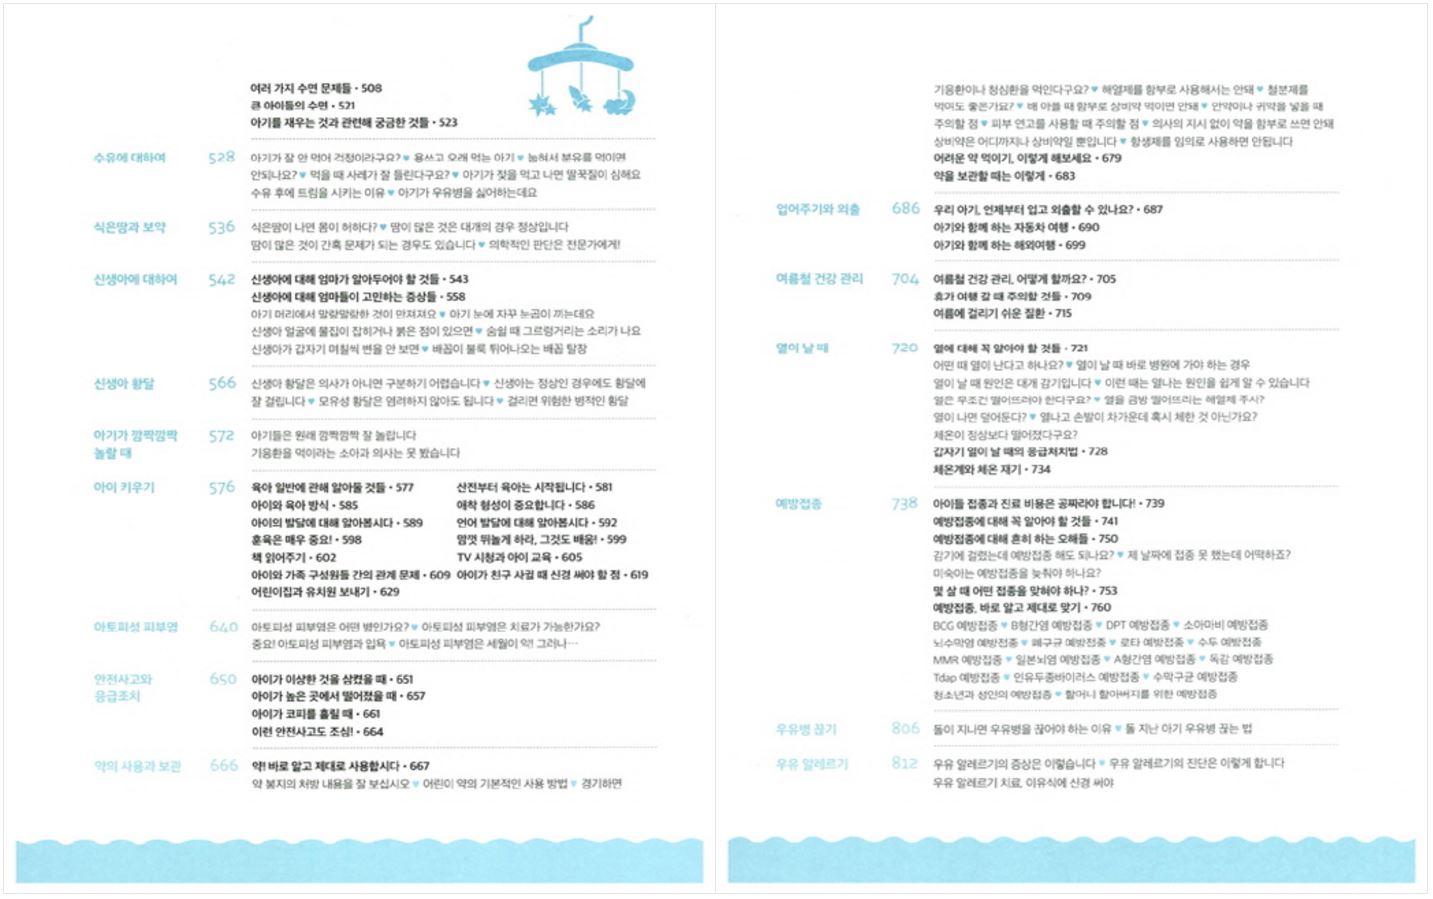 여러 가지 수면 문제들 • 508
큰 아이들의 수면 • 521
아기를 재우는 것과 관련해 궁금한 것들 • 523
수유에 대하여 528 아기가 잘 안 먹어 걱정이라구요? ♥ 용쓰고 오래 먹는 아기 ♥ 눕혀서 분유를 먹이면
안되나요? ♥ 먹을 때 사레가 잘 들린다구요? ♥ 아기가 젖을 먹고 나면 딸꾹질이 심해요
수유 후에 트림을 시키는 이유 ♥ 아기가 우유병을 싫어하는데요
식은땀과 보약 536 식은땀이 나면 몸이 허하다? ♥ 땀이 많은 것은 대개의 경우 정상입니다
땀이 많은 것이 간혹 문제가 되는 경우도 있습니다 ♥ 의학적인 판단은 전문가에게!
신생아에 대하여 542 신생아에 대해 엄마가 알아두어야 할 것들 • 543
신생아에 대해 엄마들이 고민하는 증상들 • 558
아기 머리에서 말랑말랑한 것이 만져져요 ♥ 아기 눈에 자꾸 눈곱이 끼는데요
신생아 얼굴에 물집이 잡히거나 붉은 점이 있으면 ♥ 숨쉴 때 그르렁거리는 소리가 나요
신생아가 갑자기 며칠씩 변을 안 보면 ♥ 배꼽이 불룩 튀어나오는 배꼽 탈장
신생아 황달 566 신생아 황달은 의사가 아니면 구분하기 어렵습니다 ♥ 신생아는 정상인 경우에도 황달에
잘 걸립니다 ♥ 모유성 황달은 염려하지 않아도 됩니다 ♥ 걸리면 위험한 병적인 황달
아기가 깜짝깜짝 572 아기들은 원래 깜짝깜짝 잘 놀랍니다
놀랄 때 기응환을 먹이라는 소아과 의사는 못 봤습니다
아이 키우기 576 육아 일반에 관해 알아둘 것들 • 577 산전부터 육아는 시작됩니다 • 581
아이와 육아 방식 • 585 애착 형성이 중요합니다 • 586
아이의 발달에 대해 알아봅시다 • 589 언어 발달에 대해 알아봅시다 • 592
훈육은 매우 중요! • 598 맘껏 뛰놀게 하라, 그것도 배움! • 599
책 읽어주기 • 602 TV 시청과 아이 교육 • 605
아이와 가족 구성원들 간의 관계 문제 • 609 아이가 친구 사귈 때 신경 써야 할 점 • 619
어린이집과 유치원 보내기 • 629
아토피성 피부염 640 아토피성 피부염은 어떤 병인가요? ♥ 아토피성 피부염은 치료가 가능한가요?
중요! 아토피성 피부염과 입욕 ♥ 아토피성 피부염은 세월이 약! 그러나…
안전사고와 650 아이가 이상한 것을 삼켰을 때 • 651
응급조치 아이가 높은 곳에서 떨어졌을 때 • 657
아이가 코피를 흘릴 때 • 661
이런 안전사고도 조심! • 664
약의 사용과 보관 666 약! 바로 알고 제대로 사용합시다 • 667
약 봉지의 처방 내용을 잘 보십시오 ♥ 어린이 약의 기본적인 사용 방법 ♥ 경기하면
기응환이나 청심환을 먹인다구요? ♥ 해열제를 함부로 사용해서는 안돼 ♥ 철분제를
먹여도 좋은가요? ♥ 배 아플 때 함부로 상비약 먹이면 안돼 ♥ 안약이나 귀약을 넣을 때
주의할 점 ♥ 피부 연고를 사용할 때 주의할 점 ♥ 의사의 지시 없이 약을 함부로 쓰면 안돼
상비약은 어디까지나 상비약일 뿐입니다 ♥ 항생제를 임의로 사용하면 안됩니다
어려운 약 먹이기, 이렇게 해보세요 • 679
약을 보관할 때는 이렇게 • 683
업어주기와 외출 686 우리 아기, 언제부터 업고 외출할 수 있나요? • 687
아기와 함께 하는 자동차 여행 • 690
아기와 함께 하는 해외여행 • 699
여름철 건강 관리 704 여름철 건강 관리, 어떻게 할까요? • 705
휴가 여행 갈 때 주의할 것들 • 709
여름에 걸리기 쉬운 질환 • 715
열이 날 때 720 열에 대해 꼭 알아야 할 것들 • 721
어떤 때 열이 난다고 하나요? ♥ 열이 날 때 바로 병원에 가야 하는 경우
열이 날 때 원인은 대개 감기입니다 ♥ 이런 때는 열나는 원인을 쉽게 알 수 있습니다
열은 무조건 떨어뜨려야 한다구요? ♥ 열을 금방 떨어뜨리는 해열제 주사?
열이 나면 덮어둔다? ♥ 열나고 손발이 차가운데 혹시 체한 것 아닌가요?
체온이 정상보다 떨어졌다구요?
갑자기 열이 날 때의 응급처치법 • 728
체온계와 체온 재기 • 734
예방접종 738 아이들 접종과 진료 비용은 공짜라야 합니다! • 739
예방접종에 대해 꼭 알아야 할 것들 • 741
예방접종에 대해 흔히 하는 오해들 • 750
감기에 걸렸는데 예방접종 해도 되나요? ♥ 제 날짜에 접종 못 했는데 어떡하죠?
미숙아는 예방접종을 늦춰야 하나요?
몇 살 때 어떤 접종을 맞혀야 하나? • 753
예방접종, 바로 알고 제대로 맞기 • 760
BCG 예방접종 ♥ B형간염 예방접종 ♥ DPT 예방접종 ♥ 소아마비 예방접종
뇌수막염 예방접종 ♥ 폐구균 예방접종 ♥ 로타 예방접종 ♥ 수두 예방접종
MMR 예방접종 ♥ 일본뇌염 예방접종 ♥ A형간염 예방접종 ♥ 독감 예방접종
Tdap 예방접종 ♥ 인유두종바이러스 예방접종 ♥ 수막구균 예방접종
청소년과 성인의 예방접종 ♥ 할머니 할아버지를 위한 예방접종
우유병 끊기 806 돌이 지나면 우유병을 끊어야 하는 이유 ♥ 돌 지난 아기 우유병 끊는 법
우유 알레르기 812 우유 알레르기의 증상은 이렇습니다 ♥ 우유 알레르기의 진단은 이렇게 합니다
우유 알레르기 치료, 이유식에 신경 써야